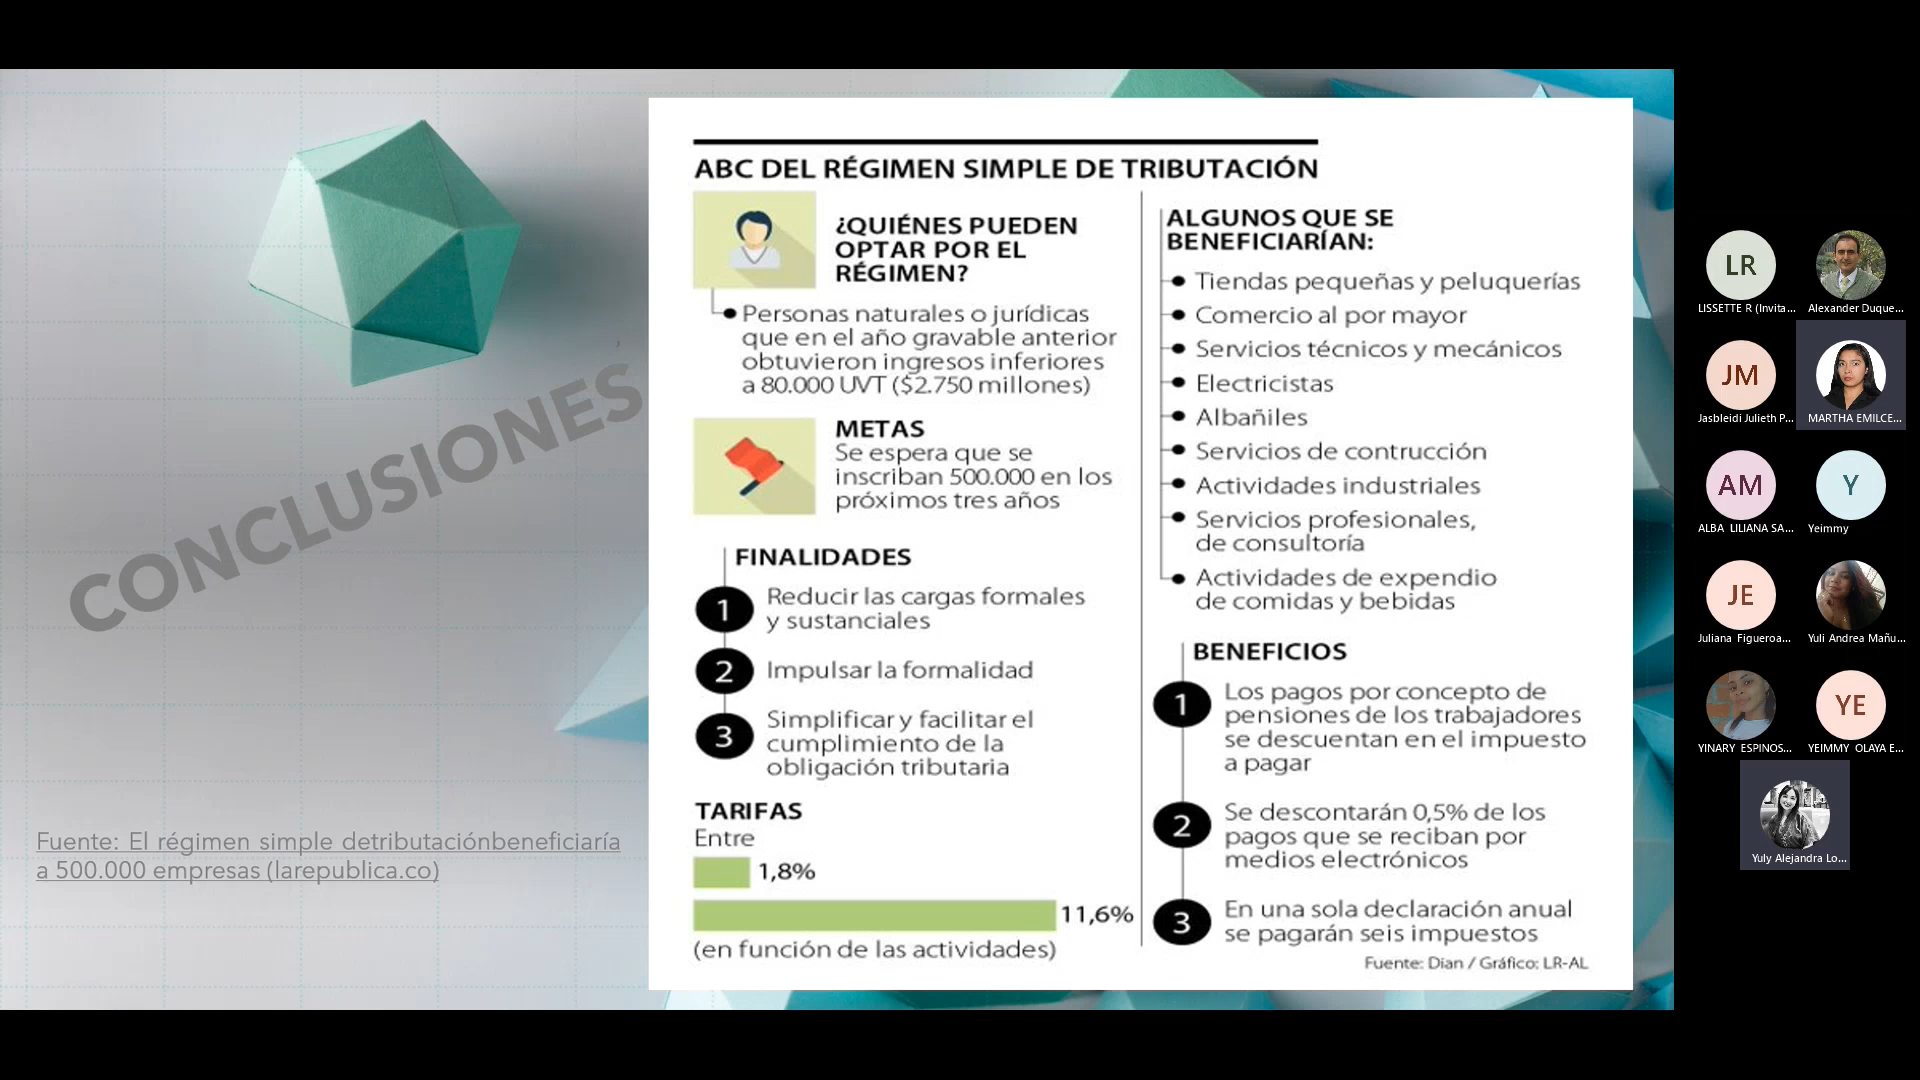 CONCLUSIONES
Fuente: El régimen simple detributaciónbeneficiaría
a 500.000 empresas (larepublica.co)
ABC DEL RÉGIMEN SIMPLE DE TRIBUTACIÓN
¿QUIÉNES PUEDEN
OPTAR POR EL
RÉGIMEN?
Personas naturales o jurídicas
que en el año gravable anterior
obtuvieron ingresos inferiores
a 80.000 UVT ($2.750 millones)
METAS
Se espera que se
inscriban 500.000 en los
próximos tres años
FINALIDADES
1
Reducir las cargas formales
y sustanciales
2
Impulsar la formalidad
3
Simplificar y facilitar el
cumplimiento de la
obligación tributaria
TARIFAS
Entre
1,8%
11,6%
(en función de las actividades)
ALGUNOS QUE SE
BENEFICIARÍAN:
Tiendas pequeñas y peluquerías
Comercio al por mayor
Servicios técnicos y mecánicos
Electricistas
Albañiles
Servicios de contrucción
Actividades industriales
Servicios profesionales,
de consultoría
Actividades de expendio
de comidas y bebidas
BENEFICIOS
1
Los pagos por concepto de
pensiones de los trabajadores
se descuentan en el impuesto
a pagar
2
Se descontarán 0,5% de los
pagos que se reciban por
medios electrónicos
3
En una sola declaración anual
se pagarán seis impuestos
Fuente: Dian / Gráfico: LR-AL
LR
LISSETTE R (Invita...
Alexander Duque...
JM
Jasbleidi Julieth P...
MARTHA EMILCE...
AM
ALBA LILIANA SA...
Y
Yeimmy
JE
Juliana Figueroa...
Yuli Andrea Mañu...
YINARY ESPINOS...
YE
YEIMMY OLAYA E...
Yuly Alejandra Lo...